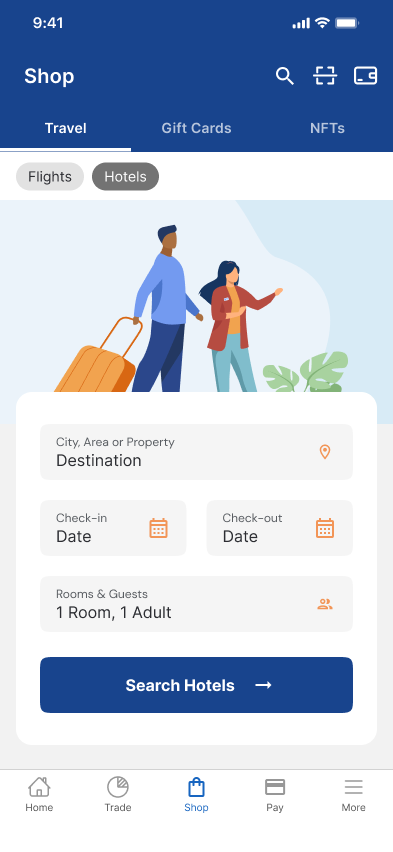 9:41
Shop
Travel Gift Cards NFTs
Flights Hotels
City, Area or Property
Destination
Check-in
Date
Check-out
Date
Rooms & Guests
1 Room, 1 Adult
Search Hotels →
Home Trade Shop Pay More